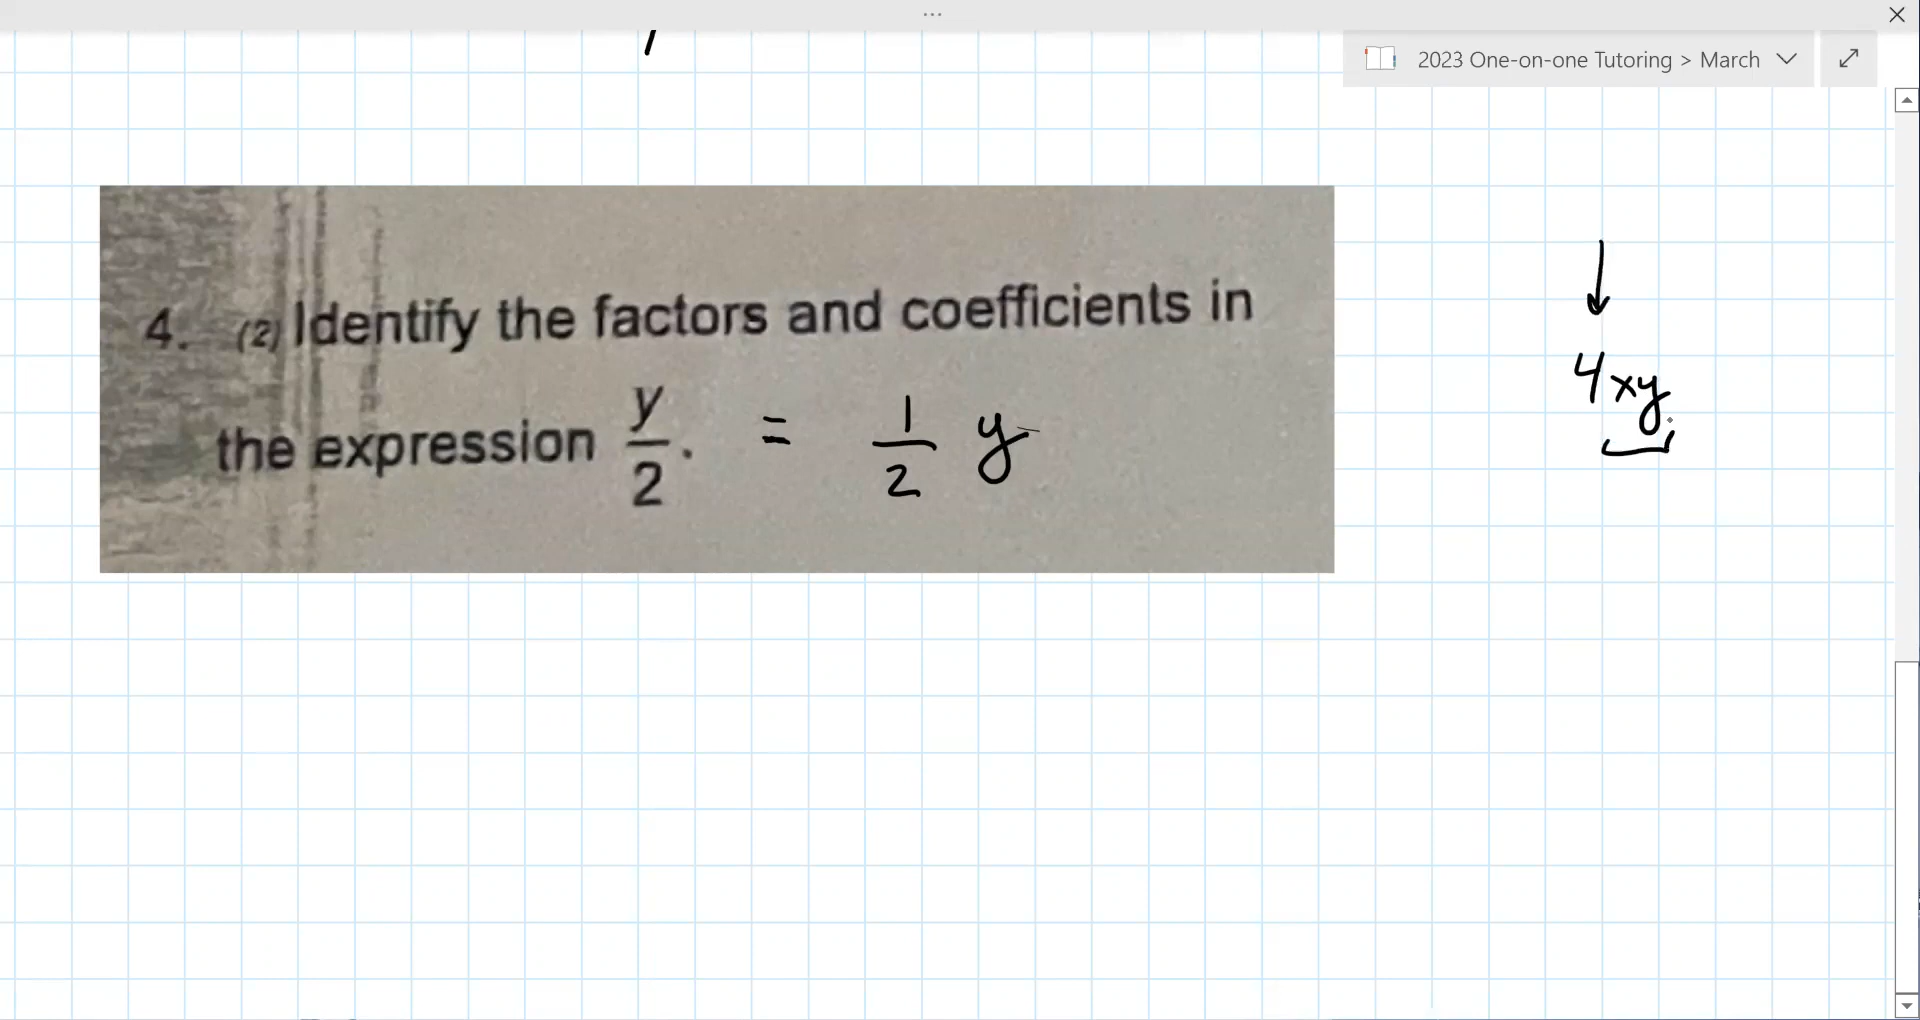 ...
2023 One-on-one Tutoring > March
4. (2) Identify the factors and coefficients in
the expression y/2. = 1/2 y
4xy